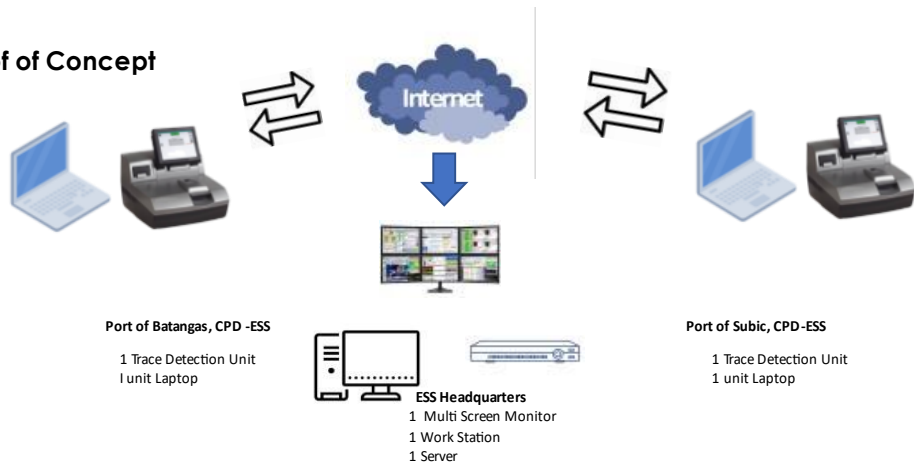 f of Concept
Internet
Port of Batangas, CPD -ESS
1 Trace Detection Unit
I unit Laptop
Port of Subic, CPD-ESS
1 Trace Detection Unit
1 unit Laptop
ESS Headquarters
1 Multi Screen Monitor
1 Work Station
1 Server